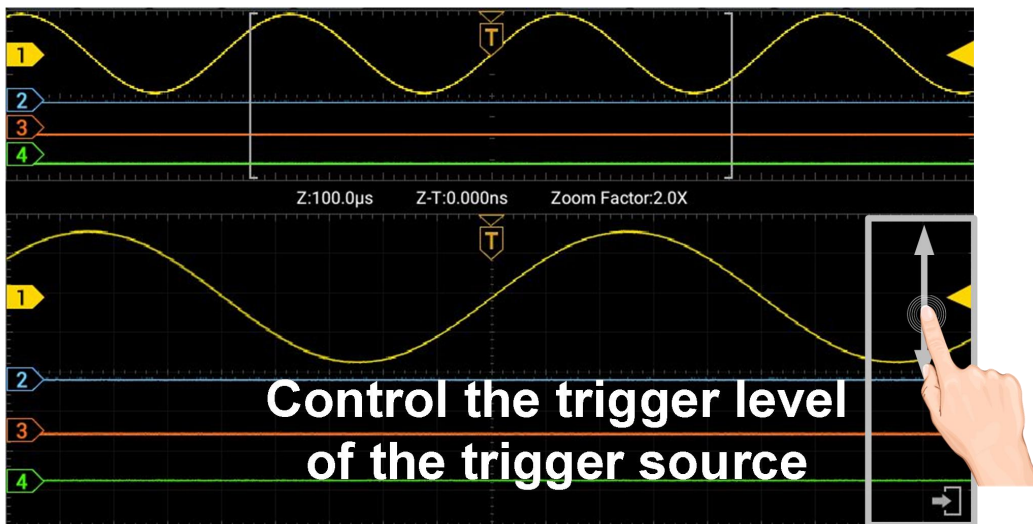 T
1
2
3
4
Z:100.0μs Z-T:0.000ns Zoom Factor:2.0X
T
1
2
Control the trigger level
3
of the trigger source
4